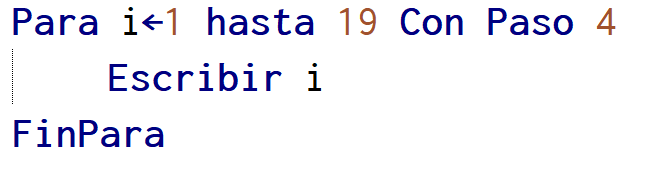 Para i←1 hasta 19 Con Paso 4
Escribir i
FinPara